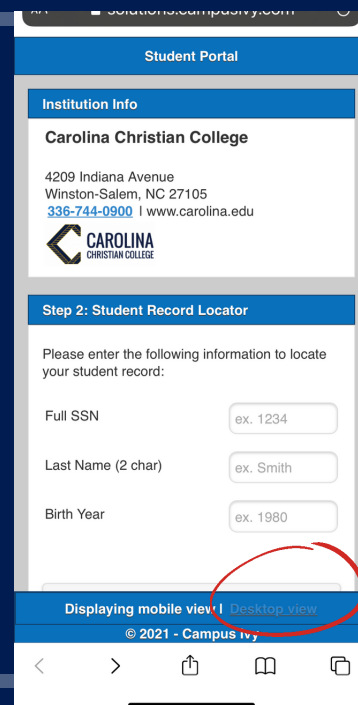 solutions.campusivy.com
Student Portal
Institution Info
Carolina Christian College
4209 Indiana Avenue
Winston-Salem, NC 27105
336-744-0900 | www.carolina.edu
CAROLINA
CHRISTIAN COLLEGE
Step 2: Student Record Locator
Please enter the following information to locate
your student record:
Full SSN ex. 1234
Last Name (2 char) ex. Smith
Birth Year ex. 1980
Displaying mobile view | Desktop view
© 2021 - Campus Ivy